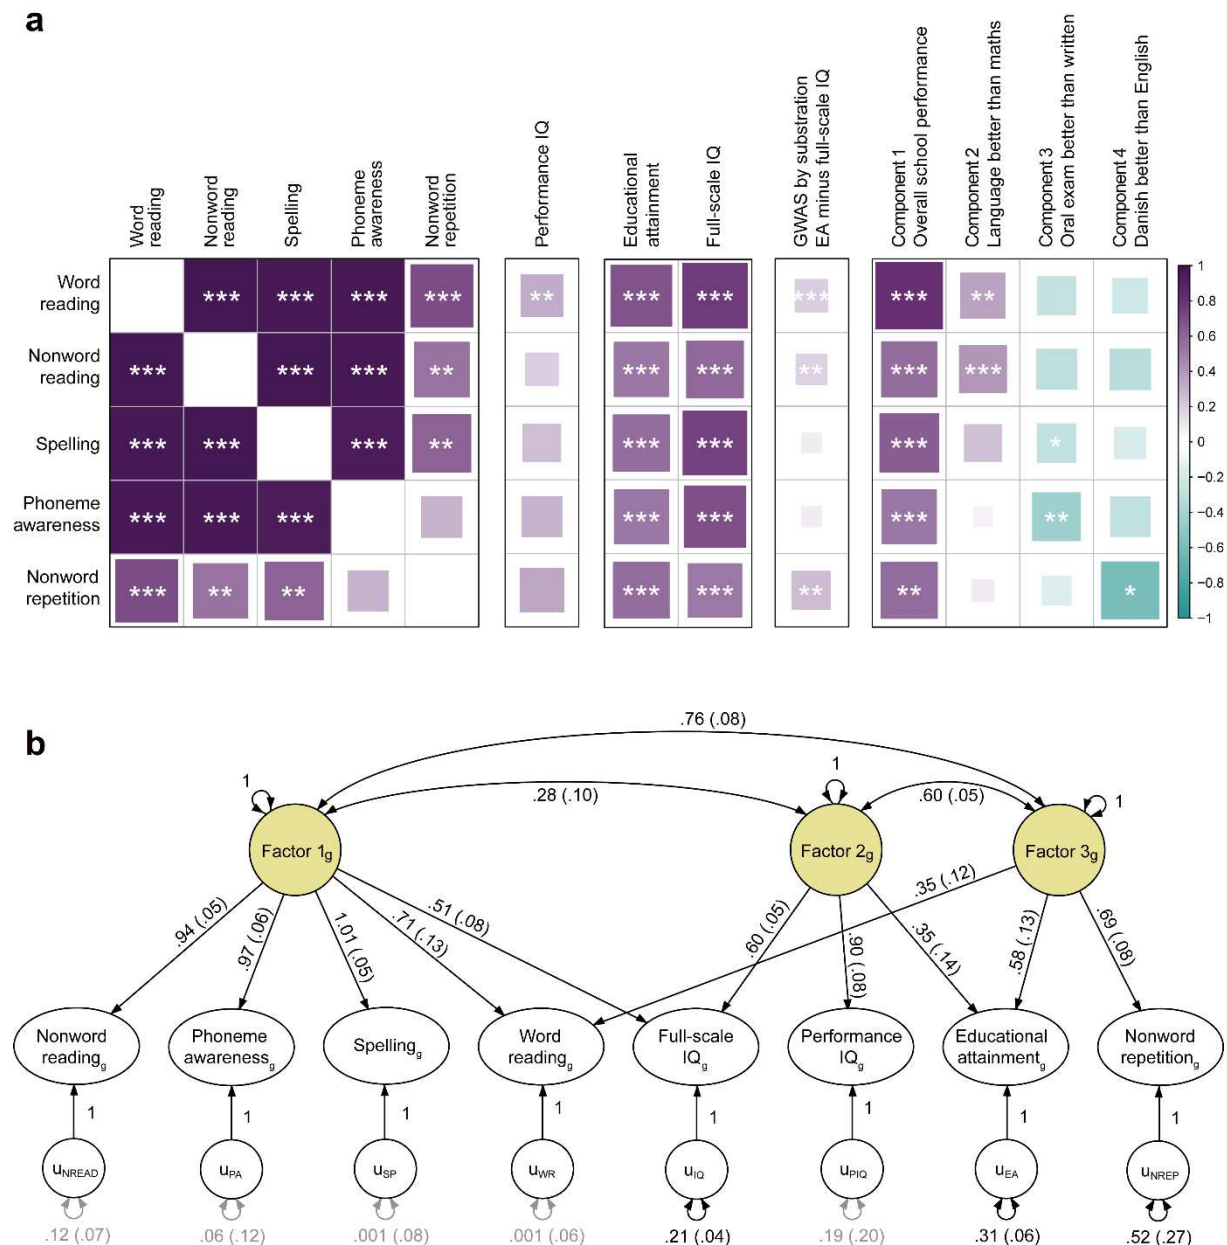 a
Word
reading
Nonword
reading
Spelling
Phoneme
awareness
Nonword
repetition
Performance IQ
Educational
attainment
Full-scale IQ
GWAS by substration
EA minus full-scale IQ
Component 1
Overall school performance
Component 2
Language better than maths
Component 3
Oral exam better than written
Component 4
Danish better than English
Word
reading
*** *** *** *** ** *** *** *** *** **
Nonword
reading
*** *** *** ** *** *** ** *** ***
Spelling
*** *** *** ** *** *** *** *
Phoneme
awareness
*** *** *** *** *** *** **
Nonword
repetition
*** ** ** *** *** ** ** *
1
0.8
0.6
0.4
0.2
0
−0.2
−0.4
−0.6
−0.8
−1
b
.76 (.08)
1
.28 (.10)
1
.60 (.05)
1
Factor 1g
Factor 2g
Factor 3g
.94 (.05)
.97 (.06)
1.01 (.05)
.71 (.13)
.51 (.08)
.60 (.05)
.90 (.08)
.35 (.14)
.35 (.12)
.58 (.13)
.69 (.08)
Nonword
readingg
Phoneme
awarenessg
Spellingg
Word
readingg
Full-scale
IQg
Performance
IQg
Educational
attainmentg
Nonword
repetitiong
1 1 1 1 1 1 1 1
uNREAD
uPA
uSP
uWR
uIQ
uPIQ
uEA
uNREP
.12 (.07)
.06 (.12)
.001 (.08)
.001 (.06)
.21 (.04)
.19 (.20)
.31 (.06)
.52 (.27)